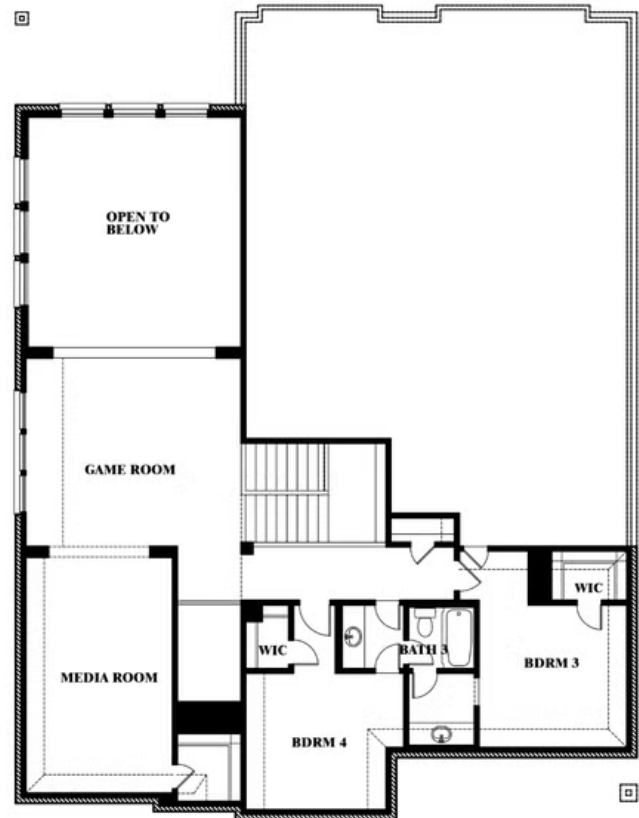 OPEN TO
BELOW
GAME ROOM
WIC
WIC
BATH 3
BDRM 3
MEDIA ROOM
BDRM 4